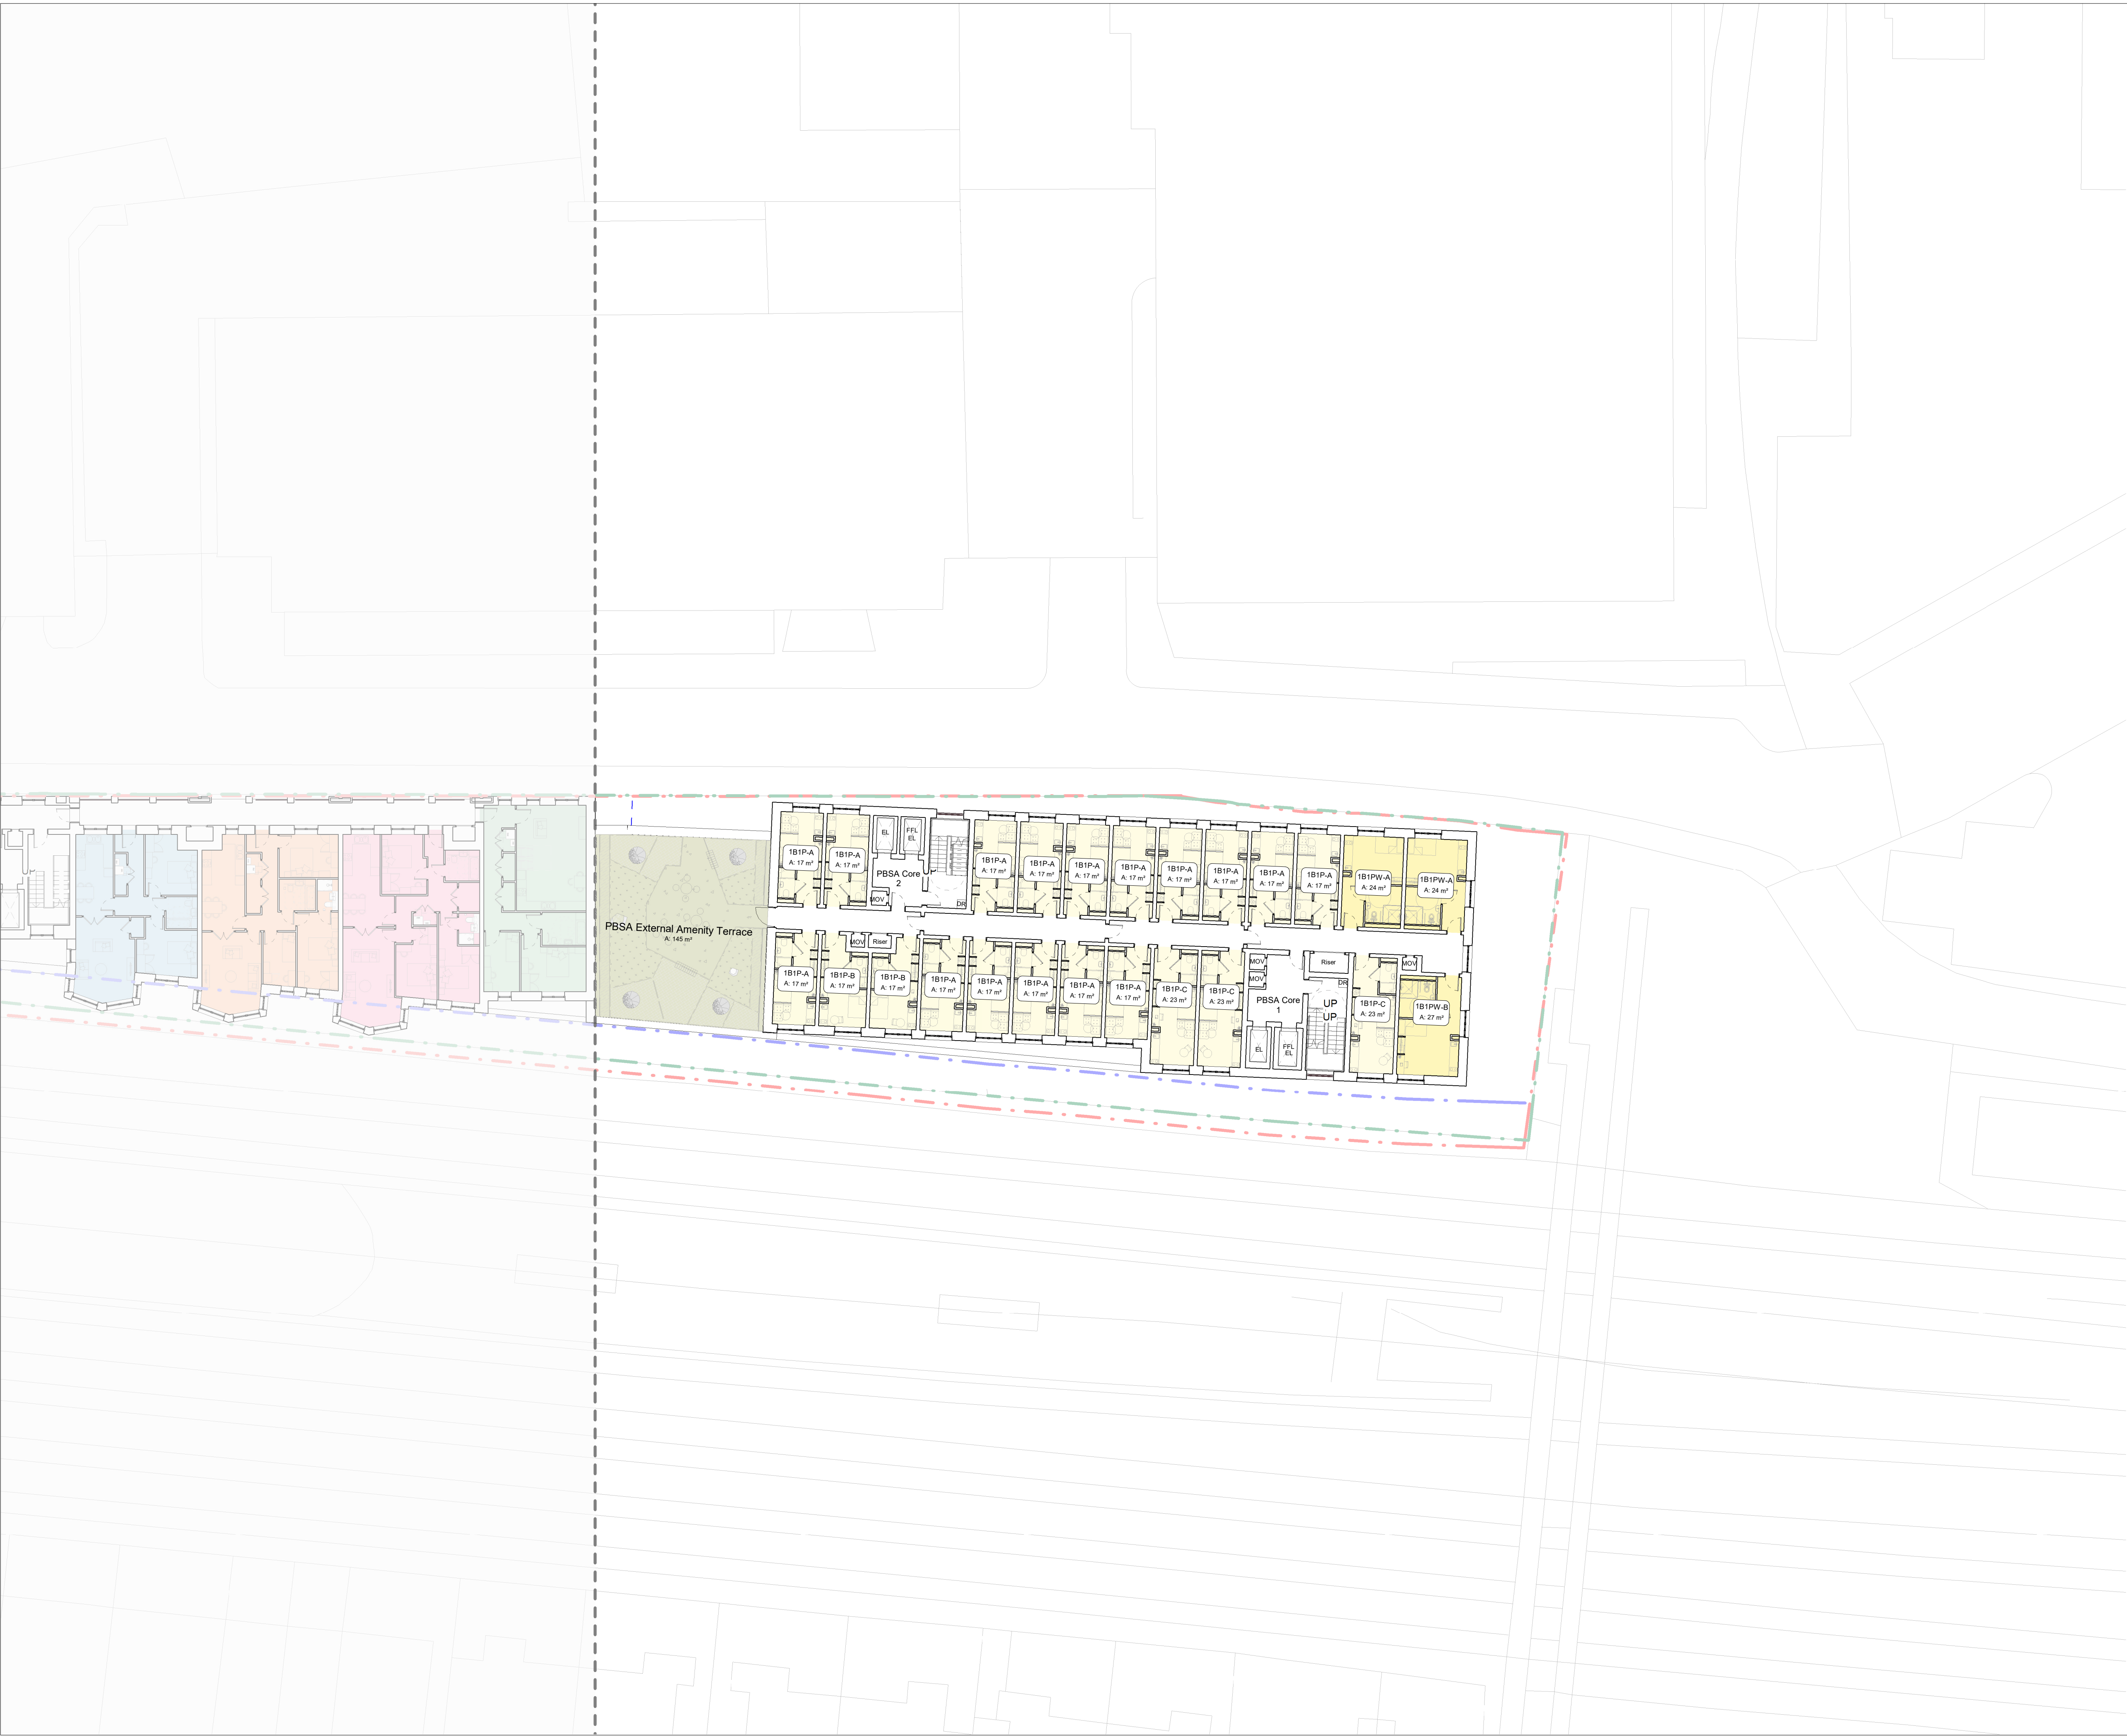 1B1P-A
A: 17 m²
1B1P-A
A: 17 m²
EL
FFL
EL
PBSA Core
2
MOV
DR
1B1P-A
A: 17 m²
1B1P-A
A: 17 m²
1B1P-A
A: 17 m²
1B1P-A
A: 17 m²
1B1P-A
A: 17 m²
1B1P-A
A: 17 m²
1B1P-A
A: 17 m²
1B1P-A
A: 17 m²
1B1PW-A
A: 24 m²
1B1PW-A
A: 24 m²
PBSA External Amenity Terrace
A: 145 m²
1B1P-A
A: 17 m²
1B1P-B
A: 17 m²
MOV
Riser
1B1P-B
A: 17 m²
1B1P-A
A: 17 m²
1B1P-A
A: 17 m²
1B1P-A
A: 17 m²
1B1P-A
A: 17 m²
1B1P-A
A: 17 m²
1B1P-C
A: 23 m²
1B1P-C
A: 23 m²
MOV
MOV
PBSA Core
1
EL
FFL
EL
Riser
DR
UP
UP
1B1P-C
A: 23 m²
MOV
1B1PW-B
A: 27 m²